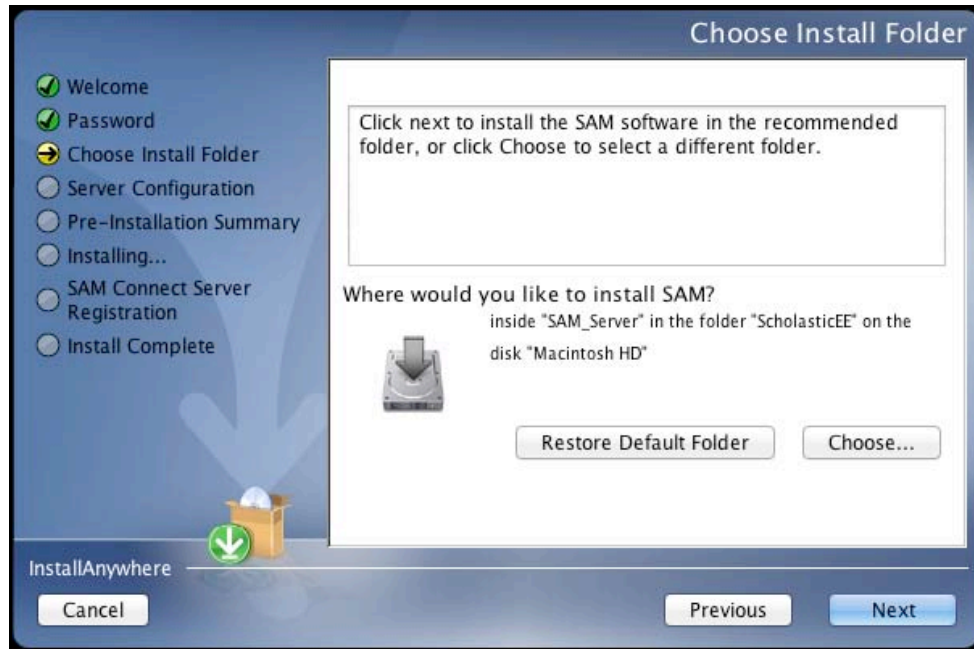 Choose Install Folder
Welcome
Password
Choose Install Folder
Server Configuration
Pre-Installation Summary
Installing...
SAM Connect Server
Registration
Install Complete
Click next to install the SAM software in the recommended
folder, or click Choose to select a different folder.
Where would you like to install SAM?
inside "SAM_Server" in the folder "ScholasticEE" on the
disk "Macintosh HD"
Restore Default Folder
Choose...
InstallAnywhere
Cancel
Previous
Next